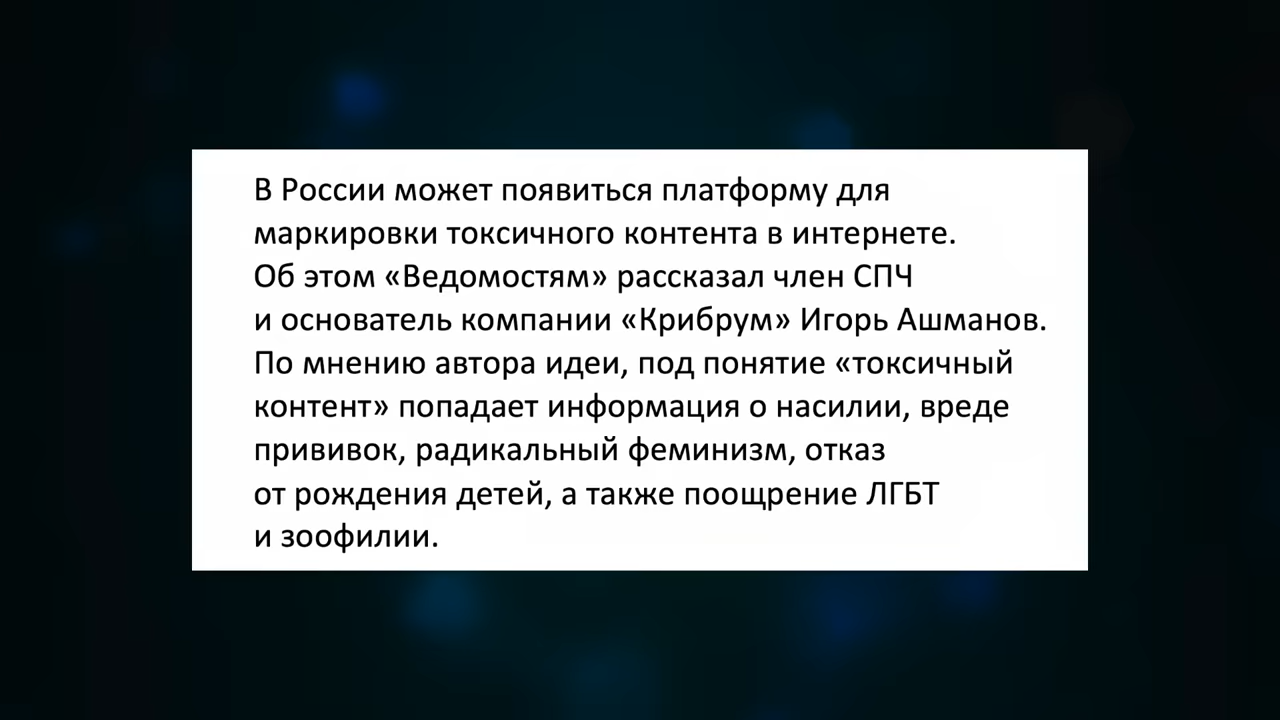 В России может появиться платформу для
маркировки токсичного контента в интернете.
Об этом «Ведомостям» рассказал член СПЧ
и основатель компании «Крибрум» Игорь Ашманов.
По мнению автора идеи, под понятие «токсичный
контент» попадает информация о насилии, вреде
прививок, радикальный феминизм, отказ
от рождения детей, а также поощрение ЛГБТ
и зоофилии.